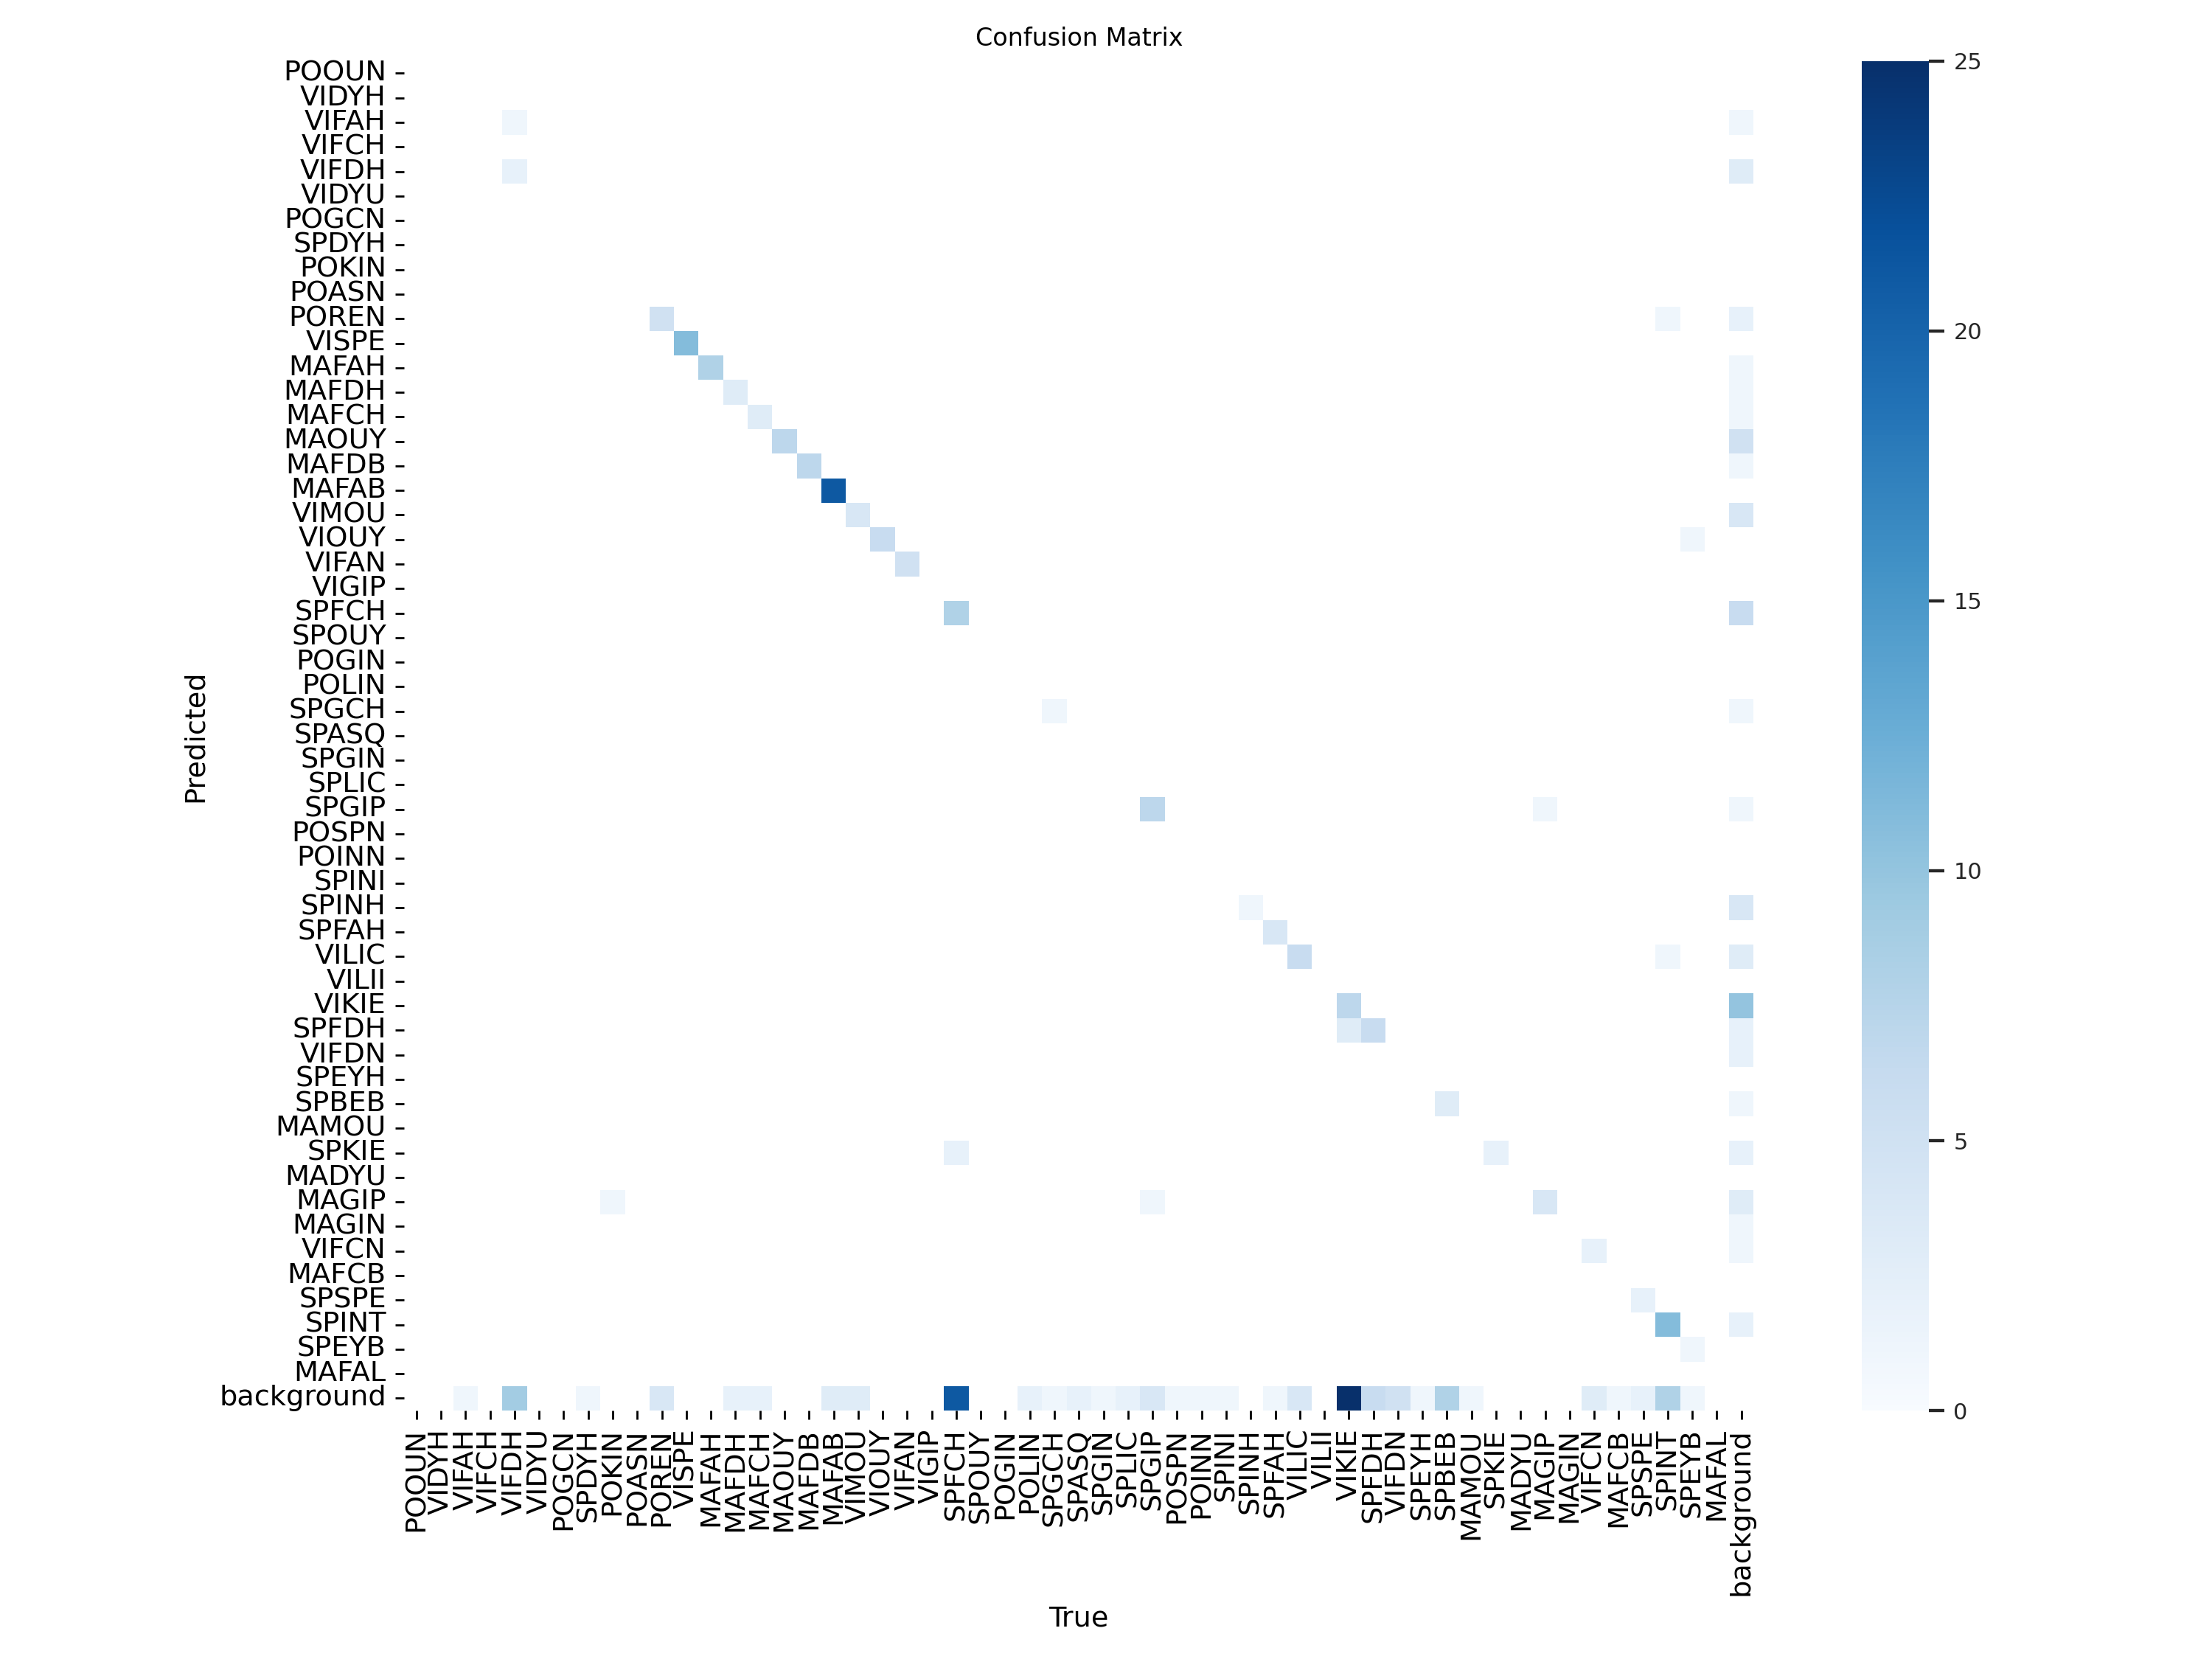 Confusion Matrix
POOUN
VIDYH
VIFAH
VIFCH
VIFDH
VIDYU
POGCN
SPDYH
POKIN
POASN
POREN
VISPE
MAFAH
MAFDH
MAFCH
MAOUY
MAFDB
MAFAB
VIMOU
VIOUY
VIFAN
VIGIP
SPFCH
SPOUY
POGIN
POLIN
SPGCH
SPASQ
SPGIN
SPLIC
SPGIP
POSPN
POINN
SPINI
SPINH
SPFAH
VILIC
VILII
VIKIE
SPFDH
VIFDN
SPEYH
SPBEB
MAMOU
SPKIE
MADYU
MAGIP
MAGIN
VIFCN
MAFCB
SPSPE
SPINT
SPEYB
MAFAL
background
Predicted
POOUN
VIDYH
VIFAH
VIFCH
VIFDH
VIDYU
POGCN
SPDYH
POKIN
POASN
POREN
VISPE
MAFAH
MAFDH
MAFCH
MAOUY
MAFDB
MAFAB
VIMOU
VIOUY
VIFAN
VIGIP
SPFCH
SPOUY
POGIN
POLIN
SPGCH
SPASQ
SPGIN
SPLIC
SPGIP
POSPN
POINN
SPINI
SPINH
SPFAH
VILIC
VILII
VIKIE
SPFDH
VIFDN
SPEYH
SPBEB
MAMOU
SPKIE
MADYU
MAGIP
MAGIN
VIFCN
MAFCB
SPSPE
SPINT
SPEYB
MAFAL
background
True
25
20
15
10
5
0